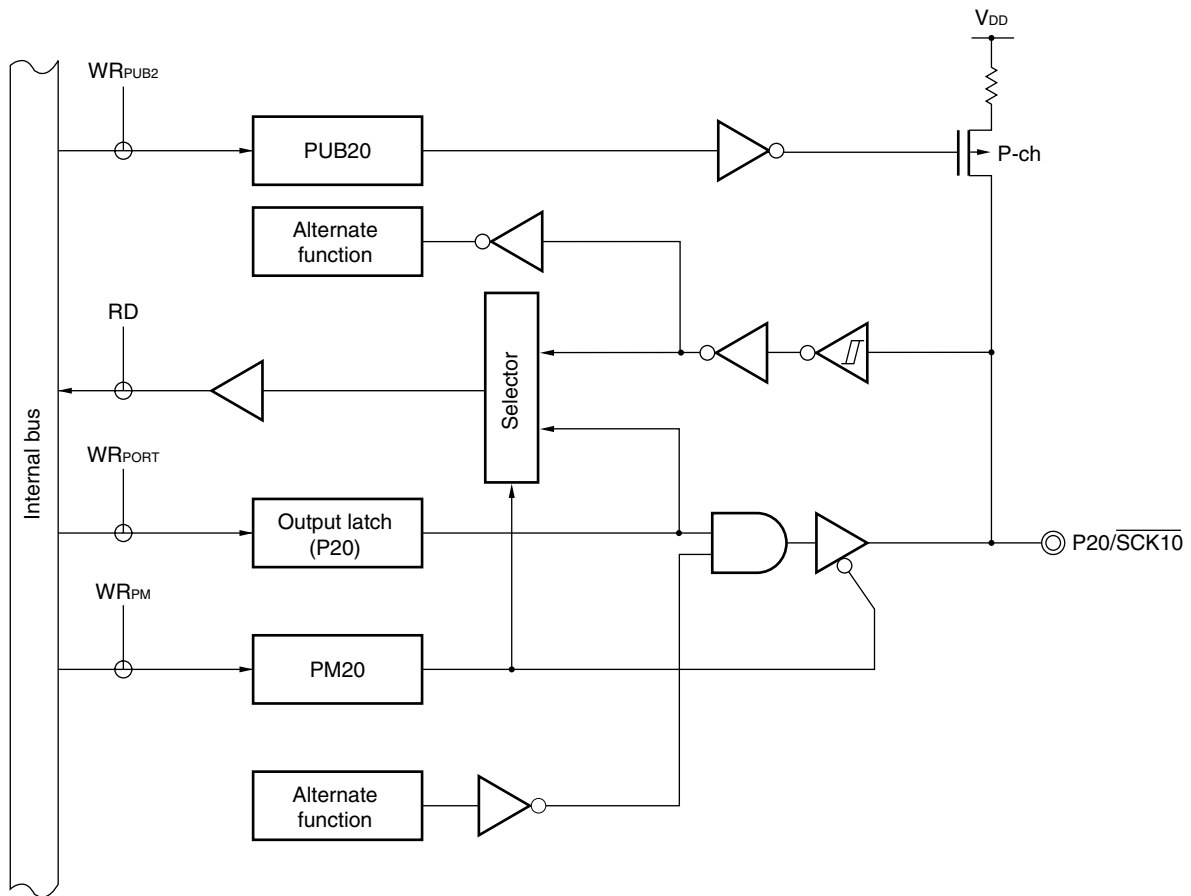 VDD
WRPUB2
PUB20
P-ch
Alternate
function
RD
Selector
Internal bus
WRPORT
Output latch
(P20)
P20/SCK10
WRPM
PM20
Alternate
function